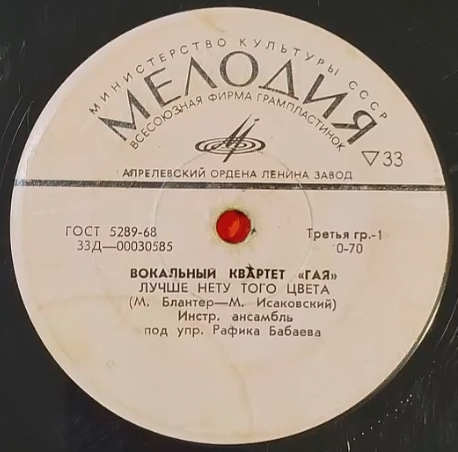 МИНИСТЕРСТВО КУЛЬТУРЫ СССР
МЕЛОДИЯ
ВСЕСОЮЗНАЯ ФИРМА ГРАМПЛАСТИНОК
▽33
АПРЕЛЕВСКИЙ ОРДЕНА ЛЕНИНА ЗАВОД
ГОСТ 5289-68
Третья гр.-1
33Д—00030585
0-70
ВОКАЛЬНЫЙ КВАРТЕТ «ГАЯ»
ЛУЧШЕ НЕТУ ТОГО ЦВЕТА
(М. Блантер—М. Исаковский)
Инстр. ансамбль
под упр. Рафика Бабаева